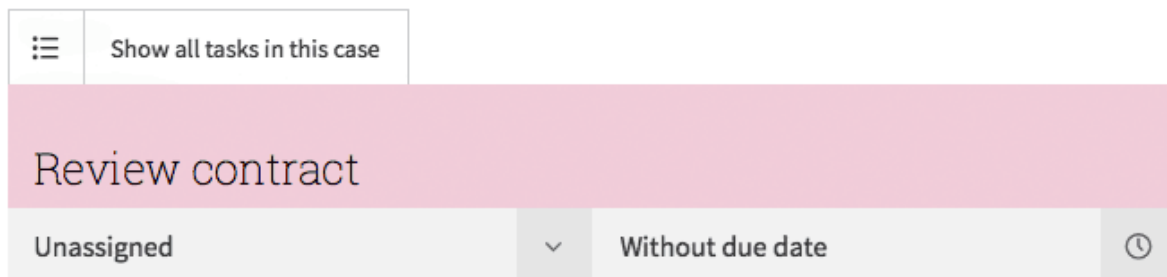 Show all tasks in this case
Review contract
Unassigned
Without due date